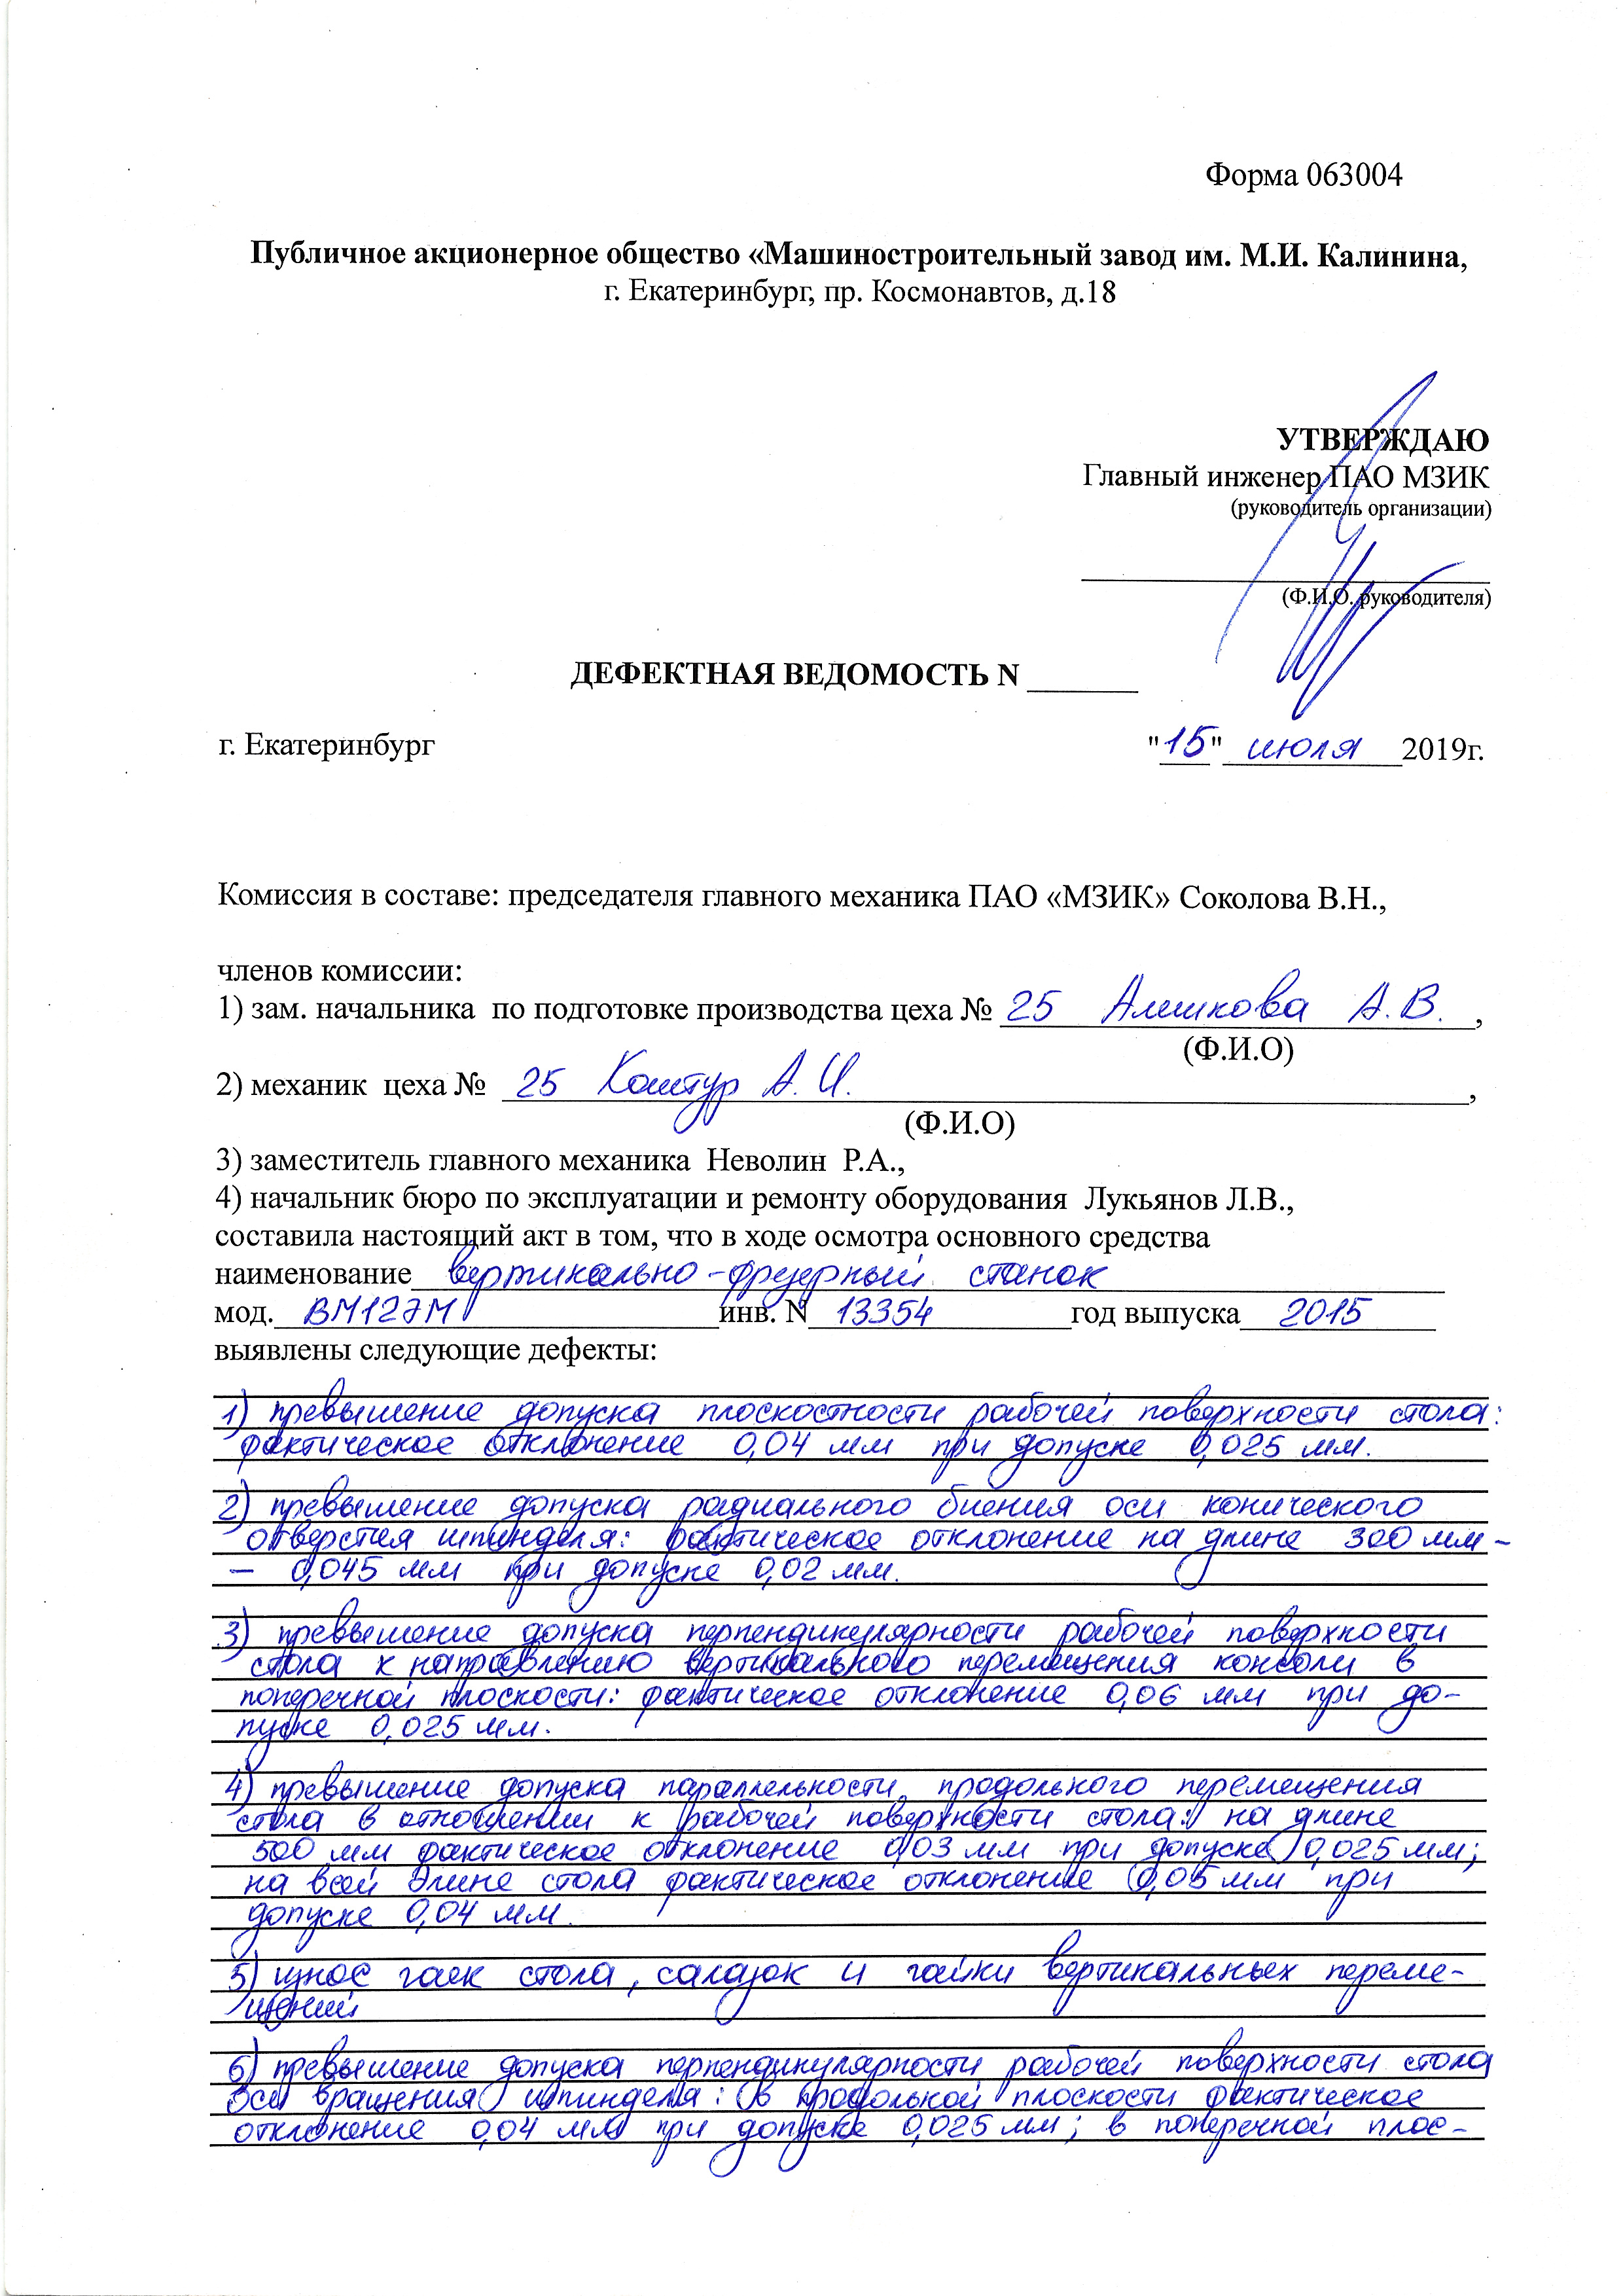 Форма 063004
Публичное акционерное общество «Машиностроительный завод им. М.И. Калинина,
г. Екатеринбург, пр. Космонавтов, д.18
УТВЕРЖДАЮ
Главный инженер ПАО МЗИК
(руководитель организации)
(Ф.И.О. руководителя)
ДЕФЕКТНАЯ ВЕДОМОСТЬ N
г. Екатеринбург "15" июля 2019г.
Комиссия в составе: председателя главного механика ПАО «МЗИК» Соколова В.Н.,
членов комиссии:
1) зам. начальника по подготовке производства цеха № 25 Алешкова А.В.,
(Ф.И.О)
2) механик цеха № 25 Коштур А.И.,
(Ф.И.О)
3) заместитель главного механика Неволин Р.А.,
4) начальник бюро по эксплуатации и ремонту оборудования Лукьянов Л.В.,
составила настоящий акт в том, что в ходе осмотра основного средства
наименование вертикально-фрезерный станок
мод. ВМ127М инв. N 13354 год выпуска 2015
выявлены следующие дефекты:
1) превышение допуска плоскостности рабочей поверхности стола:
фактическое отклонение 0,04 мм при допуске 0,025 мм.
2) превышение допуска радиального биения оси конического
отверстия шпинделя: фактическое отклонение на длине 300 мм -
- 0,045 мм при допуске 0,02 мм.
3) превышение допуска перпендикулярности рабочей поверхности
стола к направлению вертикального перемещения консоли в
поперечной плоскости: фактическое отклонение 0,06 мм при до-
пуске 0,025 мм.
4) превышение допуска параллельности продольного перемещения
стола в отношении к рабочей поверхности стола: на длине
500 мм фактическое отклонение 0,03 мм при допуске 0,025 мм;
на всей длине стола фактическое отклонение 0,05 мм при
допуске 0,04 мм.
5) износ гаек стола, салазок и гайки вертикальных переме-
щений
6) превышение допуска перпендикулярности рабочей поверхности стола
оси вращения шпинделя: в продольной плоскости фактическое
отклонение 0,04 мм при допуске 0,025 мм; в поперечной плос-